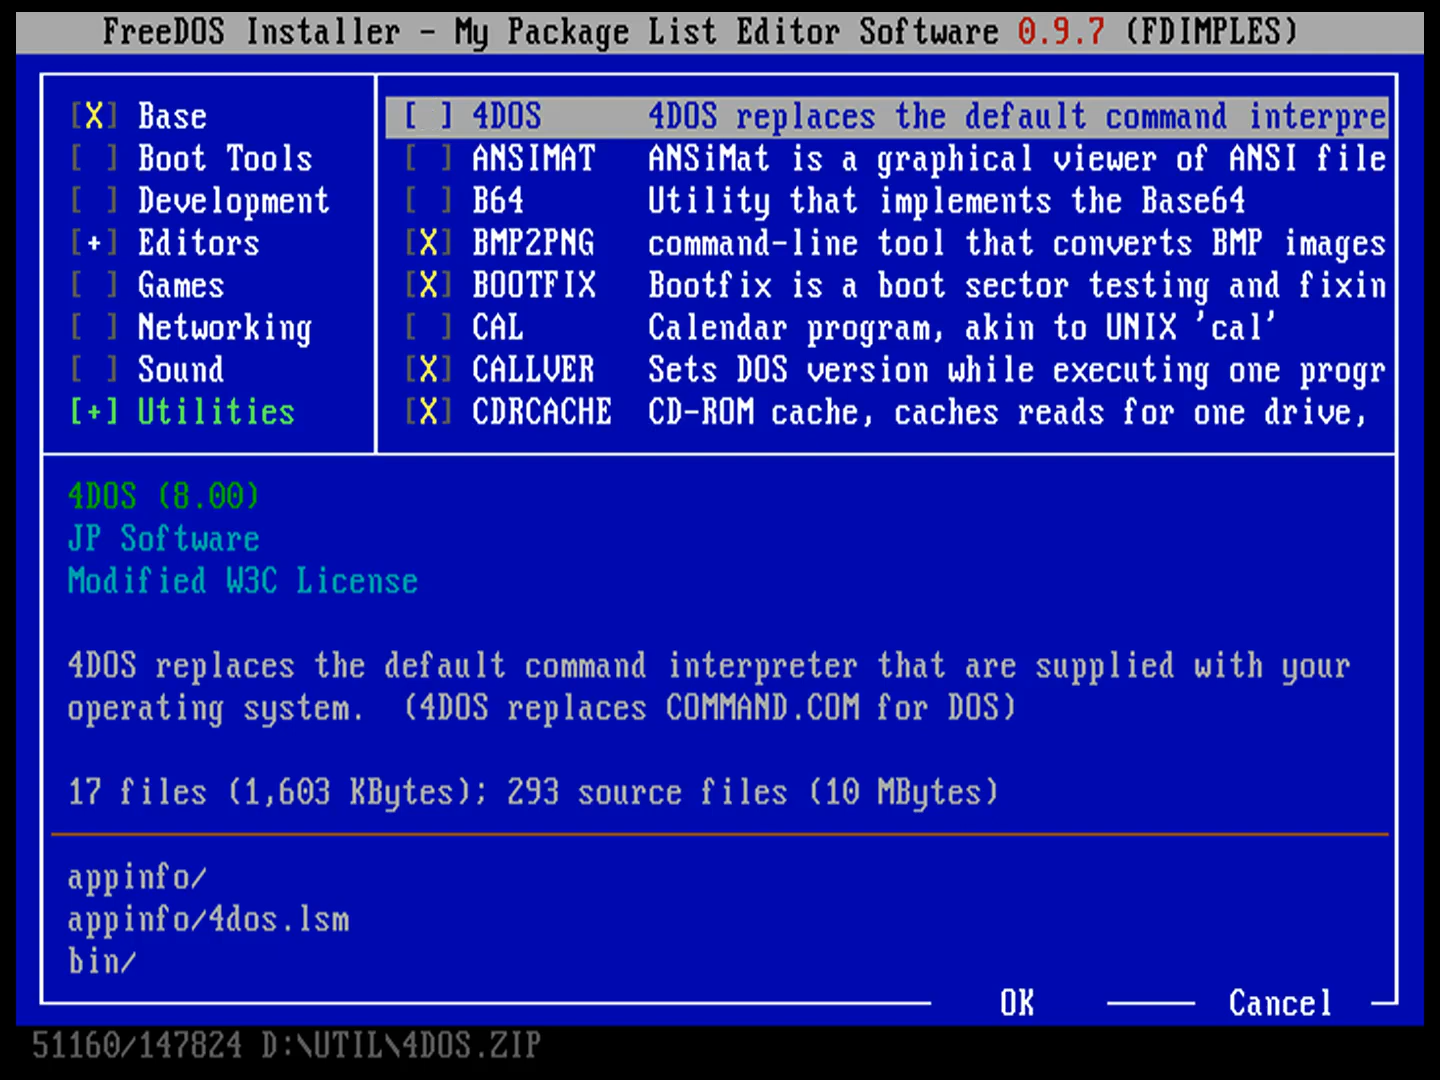 FreeDOS Installer - My Package List Editor Software 0.9.7 (FDIMPLES)
[X] Base
[ ] Boot Tools
[ ] Development
[+] Editors
[ ] Games
[ ] Networking
[ ] Sound
[+] Utilities
[ ] 4DOS 4DOS replaces the default command interpre
[ ] ANSIMAT ANSiMat is a graphical viewer of ANSI file
[ ] B64 Utility that implements the Base64
[X] BMP2PNG command-line tool that converts BMP images
[X] BOOTFIX Bootfix is a boot sector testing and fixin
[ ] CAL Calendar program, akin to UNIX 'cal'
[X] CALLVER Sets DOS version while executing one progr
[X] CDRCACHE CD-ROM cache, caches reads for one drive,
4DOS (8.00)
JP Software
Modified W3C License
4DOS replaces the default command interpreter that are supplied with your
operating system.  (4DOS replaces COMMAND.COM for DOS)
17 files (1,603 KBytes); 293 source files (10 MBytes)
appinfo/
appinfo/4dos.lsm
bin/
OK Cancel
51160/147824 D:\UTIL\4DOS.ZIP